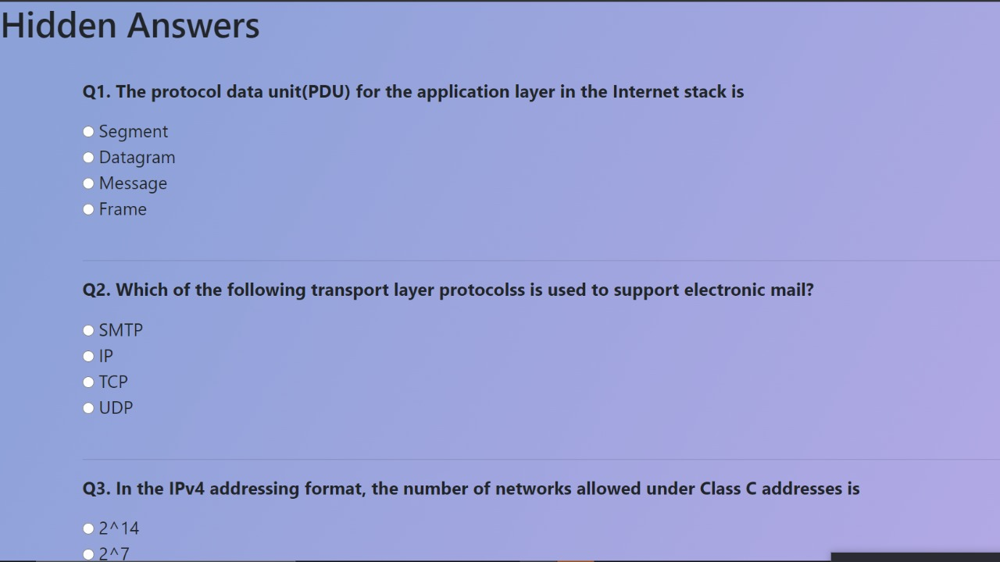 Hidden Answers
Q1. The protocol data unit(PDU) for the application layer in the Internet stack is
Segment
Datagram
Message
Frame
Q2. Which of the following transport layer protocolss is used to support electronic mail?
SMTP
IP
TCP
UDP
Q3. In the IPv4 addressing format, the number of networks allowed under Class C addresses is
2^14
2^7